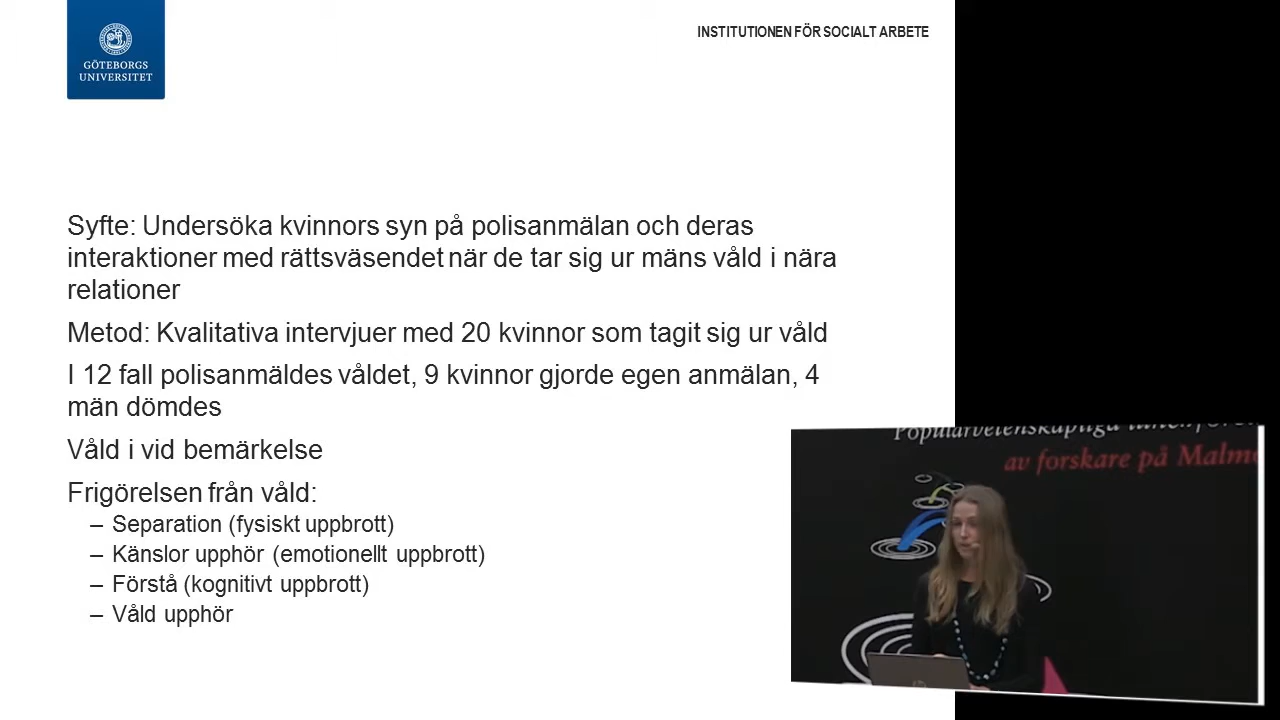 GÖTEBORGS
UNIVERSITET
INSTITUTIONEN FÖR SOCIALT ARBETE
Syfte: Undersöka kvinnors syn på polisanmälan och deras
interaktioner med rättsväsendet när de tar sig ur mäns våld i nära
relationer
Metod: Kvalitativa intervjuer med 20 kvinnor som tagit sig ur våld
I 12 fall polisanmäldes våldet, 9 kvinnor gjorde egen anmälan, 4
män dömdes
Våld i vid bemärkelse
Frigörelsen från våld:
– Separation (fysiskt uppbrott)
– Känslor upphör (emotionellt uppbrott)
– Förstå (kognitivt uppbrott)
– Våld upphör
Populärvetenskapliga
av forskare på Malmö